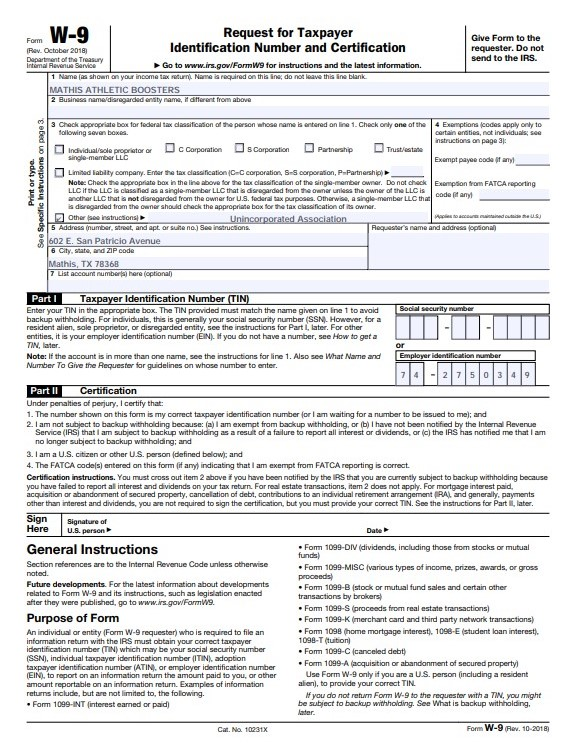 Form W-9
(Rev. October 2018)
Department of the Treasury
Internal Revenue Service
Request for Taxpayer
Identification Number and Certification
▶ Go to www.irs.gov/FormW9 for instructions and the latest information.
Give Form to the
requester. Do not
send to the IRS.
Print or type.
See Specific Instructions on page 3.
1 Name (as shown on your income tax return). Name is required on this line; do not leave this line blank.
MATHIS ATHLETIC BOOSTERS
2 Business name/disregarded entity name, if different from above
3 Check appropriate box for federal tax classification of the person whose name is entered on line 1. Check only one of the
following seven boxes.
Individual/sole proprietor or
single-member LLC
C Corporation
S Corporation
Partnership
Trust/estate
Limited liability company. Enter the tax classification (C=C corporation, S=S corporation, P=Partnership) ▶
Note: Check the appropriate box in the line above for the tax classification of the single-member owner. Do not check
LLC if the LLC is classified as a single-member LLC that is disregarded from the owner unless the owner of the LLC is
another LLC that is not disregarded from the owner for U.S. federal tax purposes. Otherwise, a single-member LLC that
is disregarded from the owner should check the appropriate box for the tax classification of its owner.
Other (see instructions) ▶ Unincorporated Association
4 Exemptions (codes apply only to
certain entities, not individuals; see
instructions on page 3):
Exempt payee code (if any)
Exemption from FATCA reporting
code (if any)
(Applies to accounts maintained outside the U.S.)
5 Address (number, street, and apt. or suite no.) See instructions.
602 E. San Patricio Avenue
Requester's name and address (optional)
6 City, state, and ZIP code
Mathis, TX 78368
7 List account number(s) here (optional)
Part I Taxpayer Identification Number (TIN)
Enter your TIN in the appropriate box. The TIN provided must match the name given on line 1 to avoid
backup withholding. For individuals, this is generally your social security number (SSN). However, for a
resident alien, sole proprietor, or disregarded entity, see the instructions for Part I, later. For other
entities, it is your employer identification number (EIN). If you do not have a number, see How to get a
TIN, later.
Note: If the account is in more than one name, see the instructions for line 1. Also see What Name and
Number To Give the Requester for guidelines on whose number to enter.
Social security number
– –
or
Employer identification number
7 4 – 2 7 5 0 3 4 9
Part II Certification
Under penalties of perjury, I certify that:
1. The number shown on this form is my correct taxpayer identification number (or I am waiting for a number to be issued to me); and
2. I am not subject to backup withholding because: (a) I am exempt from backup withholding, or (b) I have not been notified by the Internal Revenue
Service (IRS) that I am subject to backup withholding as a result of a failure to report all interest or dividends, or (c) the IRS has notified me that I am
no longer subject to backup withholding; and
3. I am a U.S. citizen or other U.S. person (defined below); and
4. The FATCA code(s) entered on this form (if any) indicating that I am exempt from FATCA reporting is correct.
Certification instructions. You must cross out item 2 above if you have been notified by the IRS that you are currently subject to backup withholding because
you have failed to report all interest and dividends on your tax return. For real estate transactions, item 2 does not apply. For mortgage interest paid,
acquisition or abandonment of secured property, cancellation of debt, contributions to an individual retirement arrangement (IRA), and generally, payments
other than interest and dividends, you are not required to sign the certification, but you must provide your correct TIN. See the instructions for Part II, later.
Sign
Here
Signature of
U.S. person ▶
Date ▶
General Instructions
Section references are to the Internal Revenue Code unless otherwise
noted.
Future developments. For the latest information about developments
related to Form W-9 and its instructions, such as legislation enacted
after they were published, go to www.irs.gov/FormW9.
Purpose of Form
An individual or entity (Form W-9 requester) who is required to file an
information return with the IRS must obtain your correct taxpayer
identification number (TIN) which may be your social security number
(SSN), individual taxpayer identification number (ITIN), adoption
taxpayer identification number (ATIN), or employer identification number
(EIN), to report on an information return the amount paid to you, or other
amount reportable on an information return. Examples of information
returns include, but are not limited to, the following.
• Form 1099-INT (interest earned or paid)
• Form 1099-DIV (dividends, including those from stocks or mutual
funds)
• Form 1099-MISC (various types of income, prizes, awards, or gross
proceeds)
• Form 1099-B (stock or mutual fund sales and certain other
transactions by brokers)
• Form 1099-S (proceeds from real estate transactions)
• Form 1099-K (merchant card and third party network transactions)
• Form 1098 (home mortgage interest), 1098-E (student loan interest),
1098-T (tuition)
• Form 1099-C (canceled debt)
• Form 1099-A (acquisition or abandonment of secured property)
Use Form W-9 only if you are a U.S. person (including a resident
alien), to provide your correct TIN.
If you do not return Form W-9 to the requester with a TIN, you might
be subject to backup withholding. See What is backup withholding,
later.
Cat. No. 10231X
Form W-9 (Rev. 10-2018)